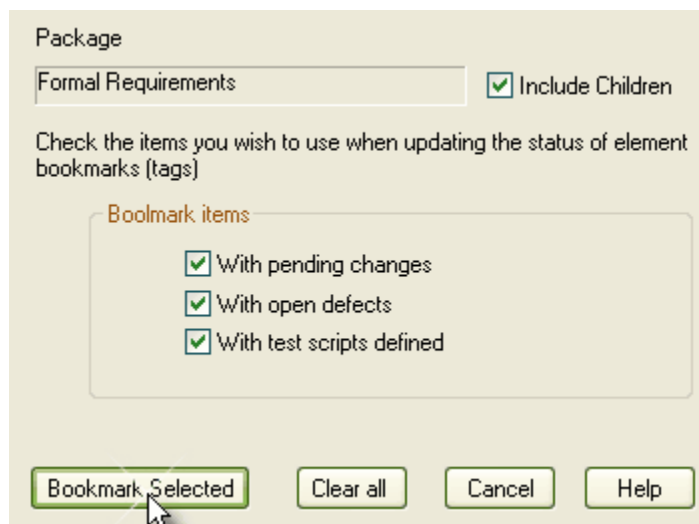 Package
Formal Requirements
Include Children
Check the items you wish to use when updating the status of element
bookmarks (tags)
Boolmark items
With pending changes
With open defects
With test scripts defined
Bookmark Selected
Clear all
Cancel
Help